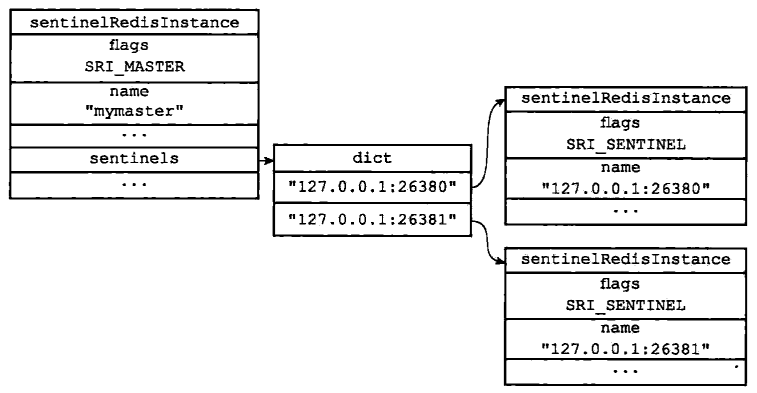 sentinelRedisInstance
flags
SRI_MASTER
name
"mymaster"
...
sentinels
...
dict
"127.0.0.1:26380"
"127.0.0.1:26381"
sentinelRedisInstance
flags
SRI_SENTINEL
name
"127.0.0.1:26380"
...
sentinelRedisInstance
flags
SRI_SENTINEL
name
"127.0.0.1:26381"
...